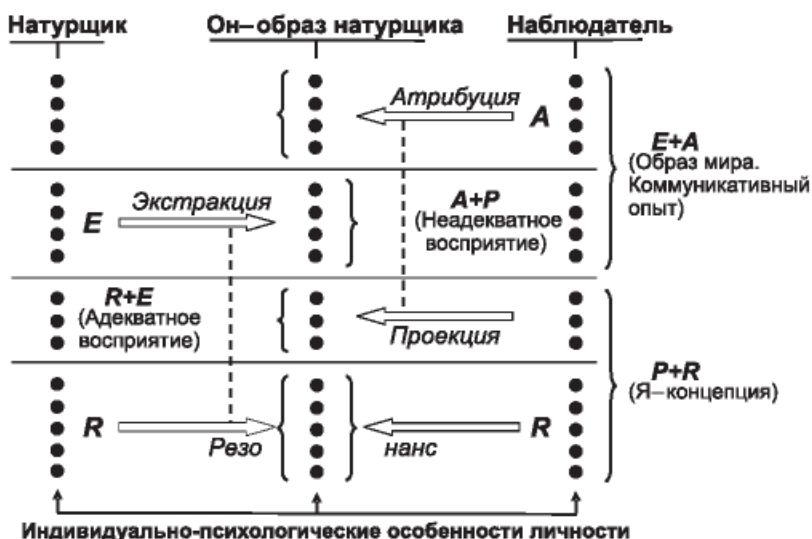 Натурщик
Он–образ натурщика
Наблюдатель
Атрибуция
A
E+A
(Образ мира.
Коммуникативный
опыт)
Экстракция
E
A+P
(Неадекватное
восприятие)
R+E
(Адекватное
восприятие)
Проекция
P+R
(Я–концепция)
R
Резо
нанс
R
Индивидуально-психологические особенности личности